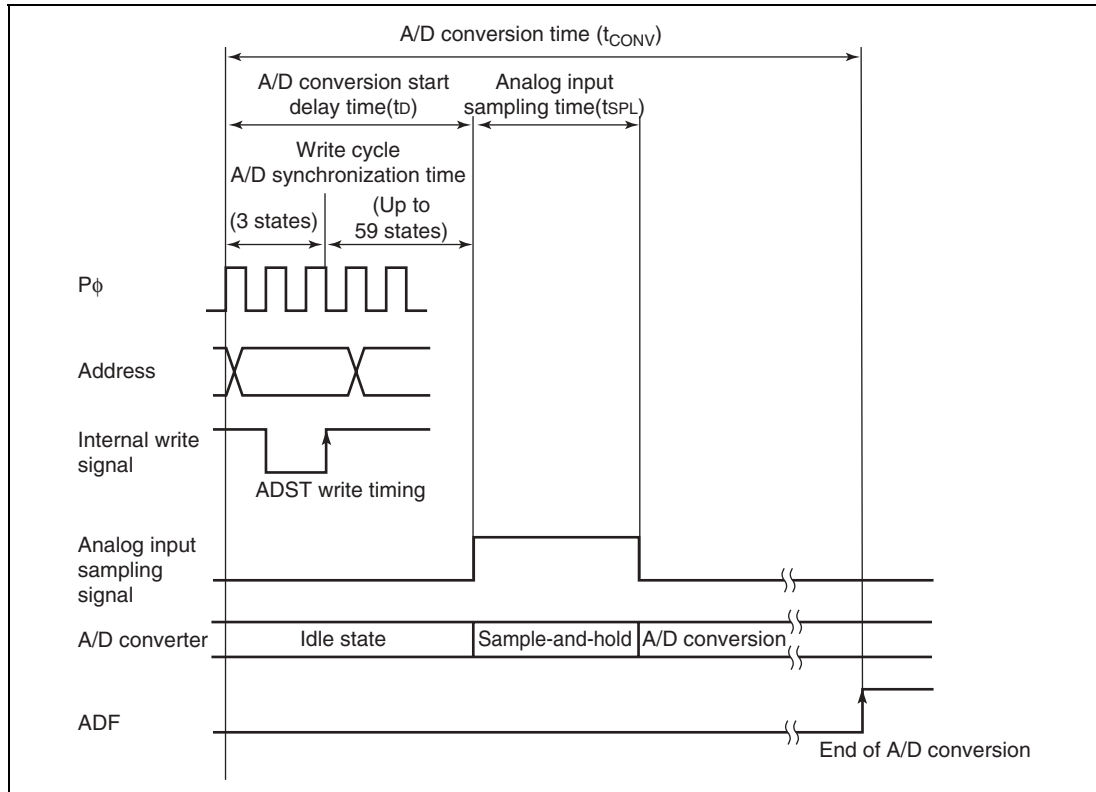 A/D conversion time (tCONV)
A/D conversion start
delay time(tD)
Analog input
sampling time(tSPL)
Write cycle
A/D synchronization time
(3 states)
(Up to
59 states)
Pϕ
Address
Internal write
signal
ADST write timing
Analog input
sampling
signal
A/D converter
Idle state
Sample-and-hold
A/D conversion
ADF
End of A/D conversion